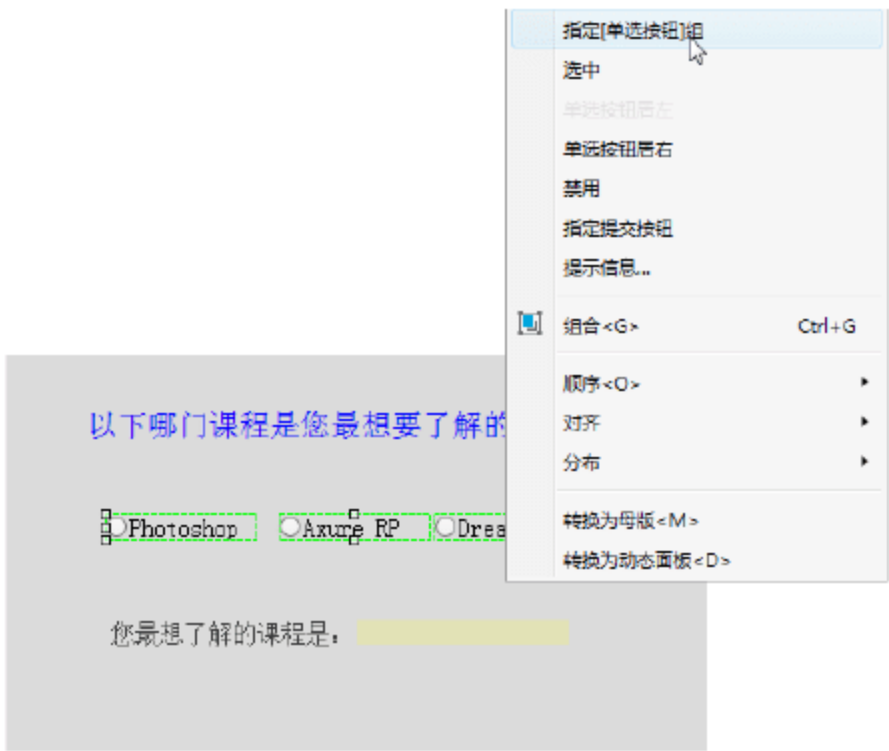 指定[单选按钮]组
选中
单选按钮居左
单选按钮居右
禁用
指定提交按钮
提示信息...
组合<G> Ctrl+G
顺序<O>
对齐
分布
转换为母版<M>
转换为动态面板<D>
以下哪门课程是您最想要了解的
Photoshop Axure RP Drea
您最想了解的课程是: